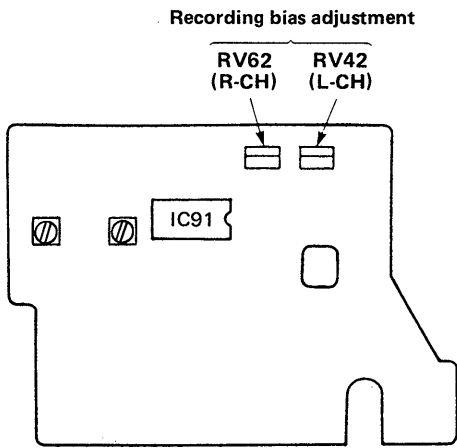 Recording bias adjustment
RV62 RV42
(R-CH) (L-CH)
IC91